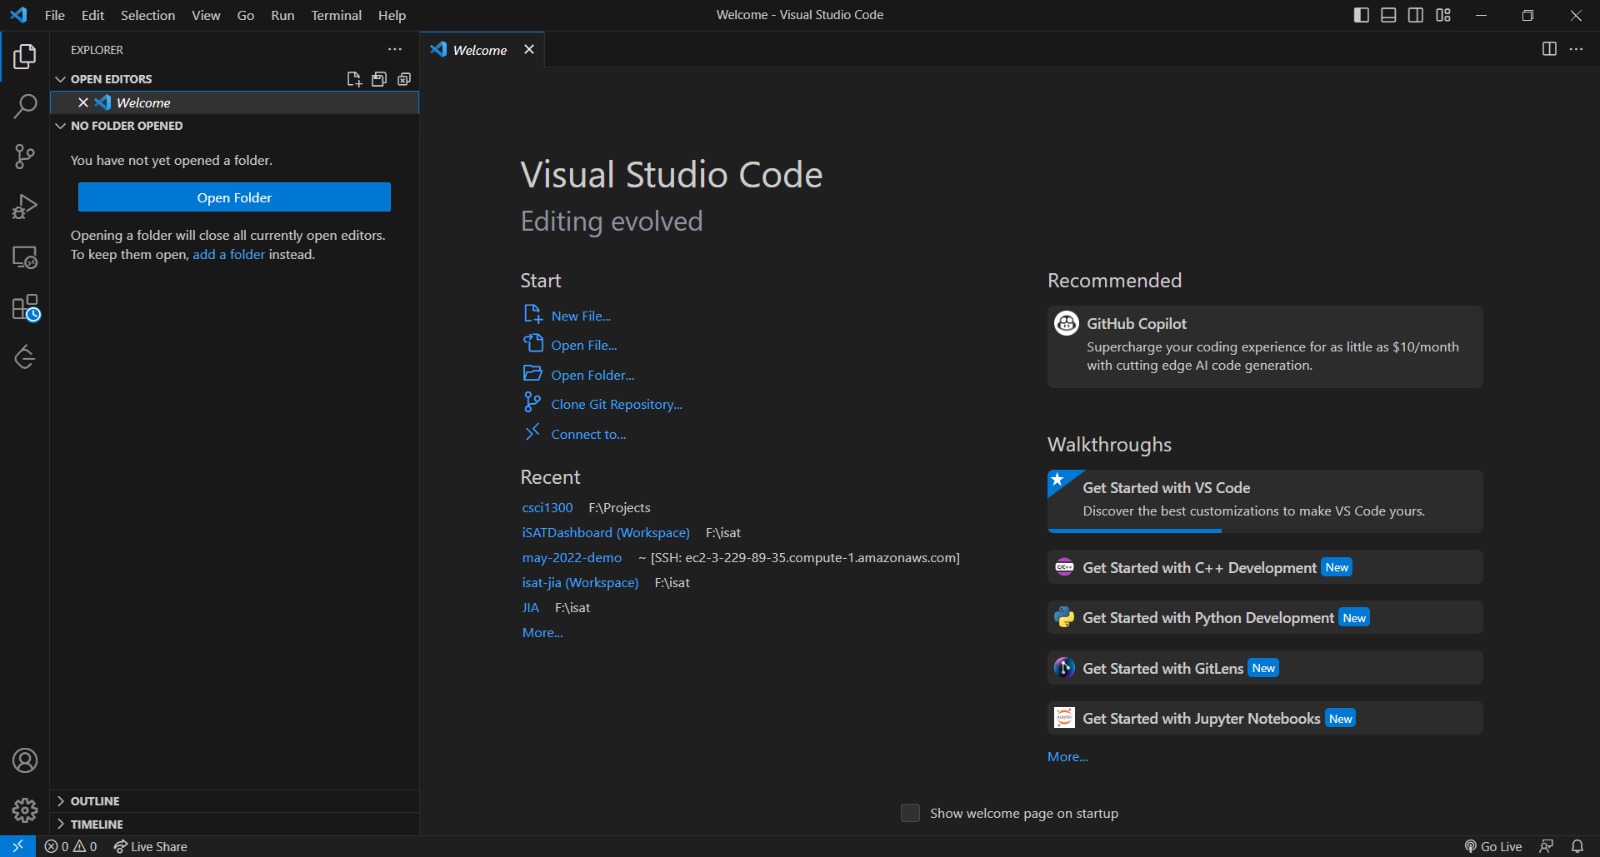 File Edit Selection View Go Run Terminal Help
Welcome - Visual Studio Code
EXPLORER
OPEN EDITORS
Welcome
NO FOLDER OPENED
You have not yet opened a folder.
Open Folder
Opening a folder will close all currently open editors.
To keep them open, add a folder instead.
OUTLINE
TIMELINE
Welcome
Visual Studio Code
Editing evolved
Start
New File...
Open File...
Open Folder...
Clone Git Repository...
Connect to...
Recent
csci1300 F:\Projects
iSATDashboard (Workspace) F:\isat
may-2022-demo ~ [SSH: ec2-3-229-89-35.compute-1.amazonaws.com]
isat-jia (Workspace) F:\isat
JIA F:\isat
More...
Recommended
GitHub Copilot
Supercharge your coding experience for as little as $10/month
with cutting edge AI code generation.
Walkthroughs
Get Started with VS Code
Discover the best customizations to make VS Code yours.
C/C++ Get Started with C++ Development New
Get Started with Python Development New
Get Started with GitLens New
Get Started with Jupyter Notebooks New
More...
Show welcome page on startup
0 0 Live Share
Go Live